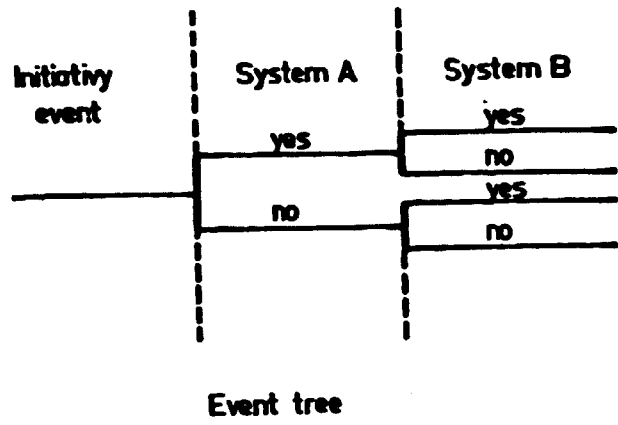 Initiativy
event
System A
System B
yes
no
yes
no
yes
no
Event tree